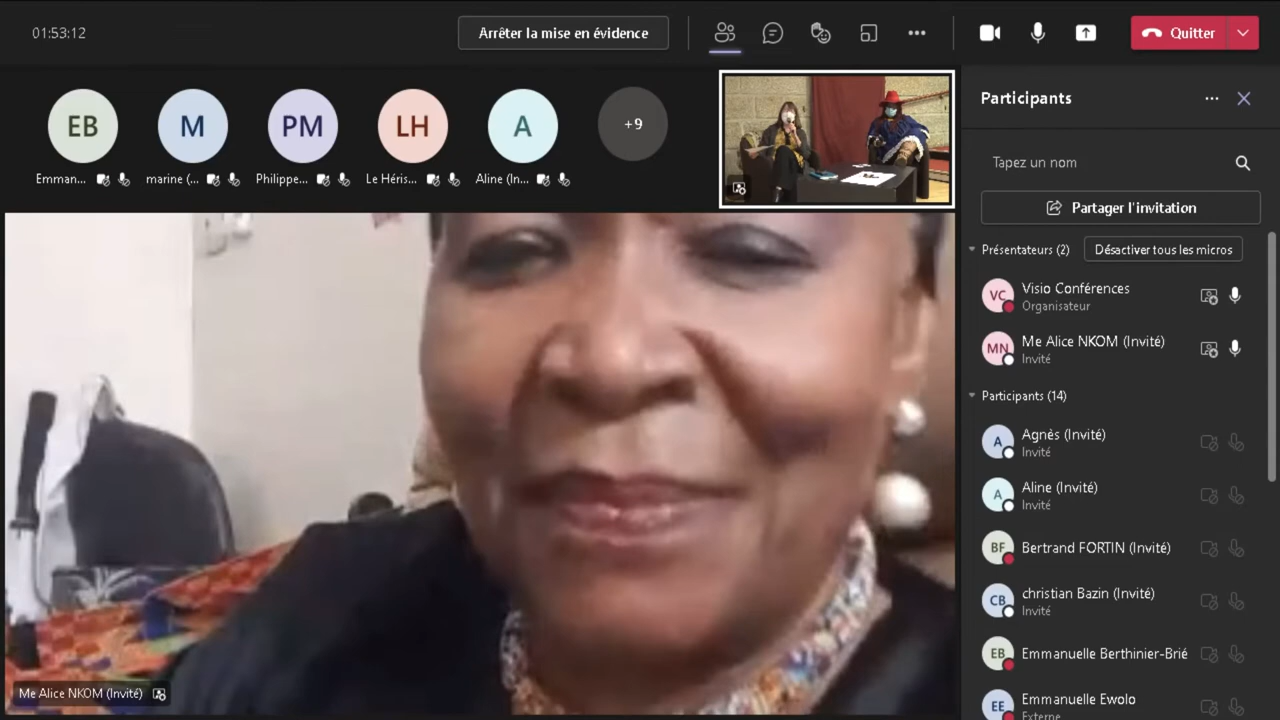 01:53:12
Arrêter la mise en évidence
Quitter
EB
M
PM
LH
A
+9
Emman...
marine (...
Philippe...
Le Héris...
Aline (In...
Participants
Tapez un nom
Partager l'invitation
Présentateurs (2)
Désactiver tous les micros
VC
Visio Conférences
Organisateur
MN
Me Alice NKOM (Invité)
Invité
Participants (14)
A
Agnès (Invité)
Invité
A
Aline (Invité)
Invité
BF
Bertrand FORTIN (Invité)
CB
christian Bazin (Invité)
Invité
EB
Emmanuelle Berthinier-Brié
EE
Emmanuelle Ewolo
Externe
Me Alice NKOM (Invité)